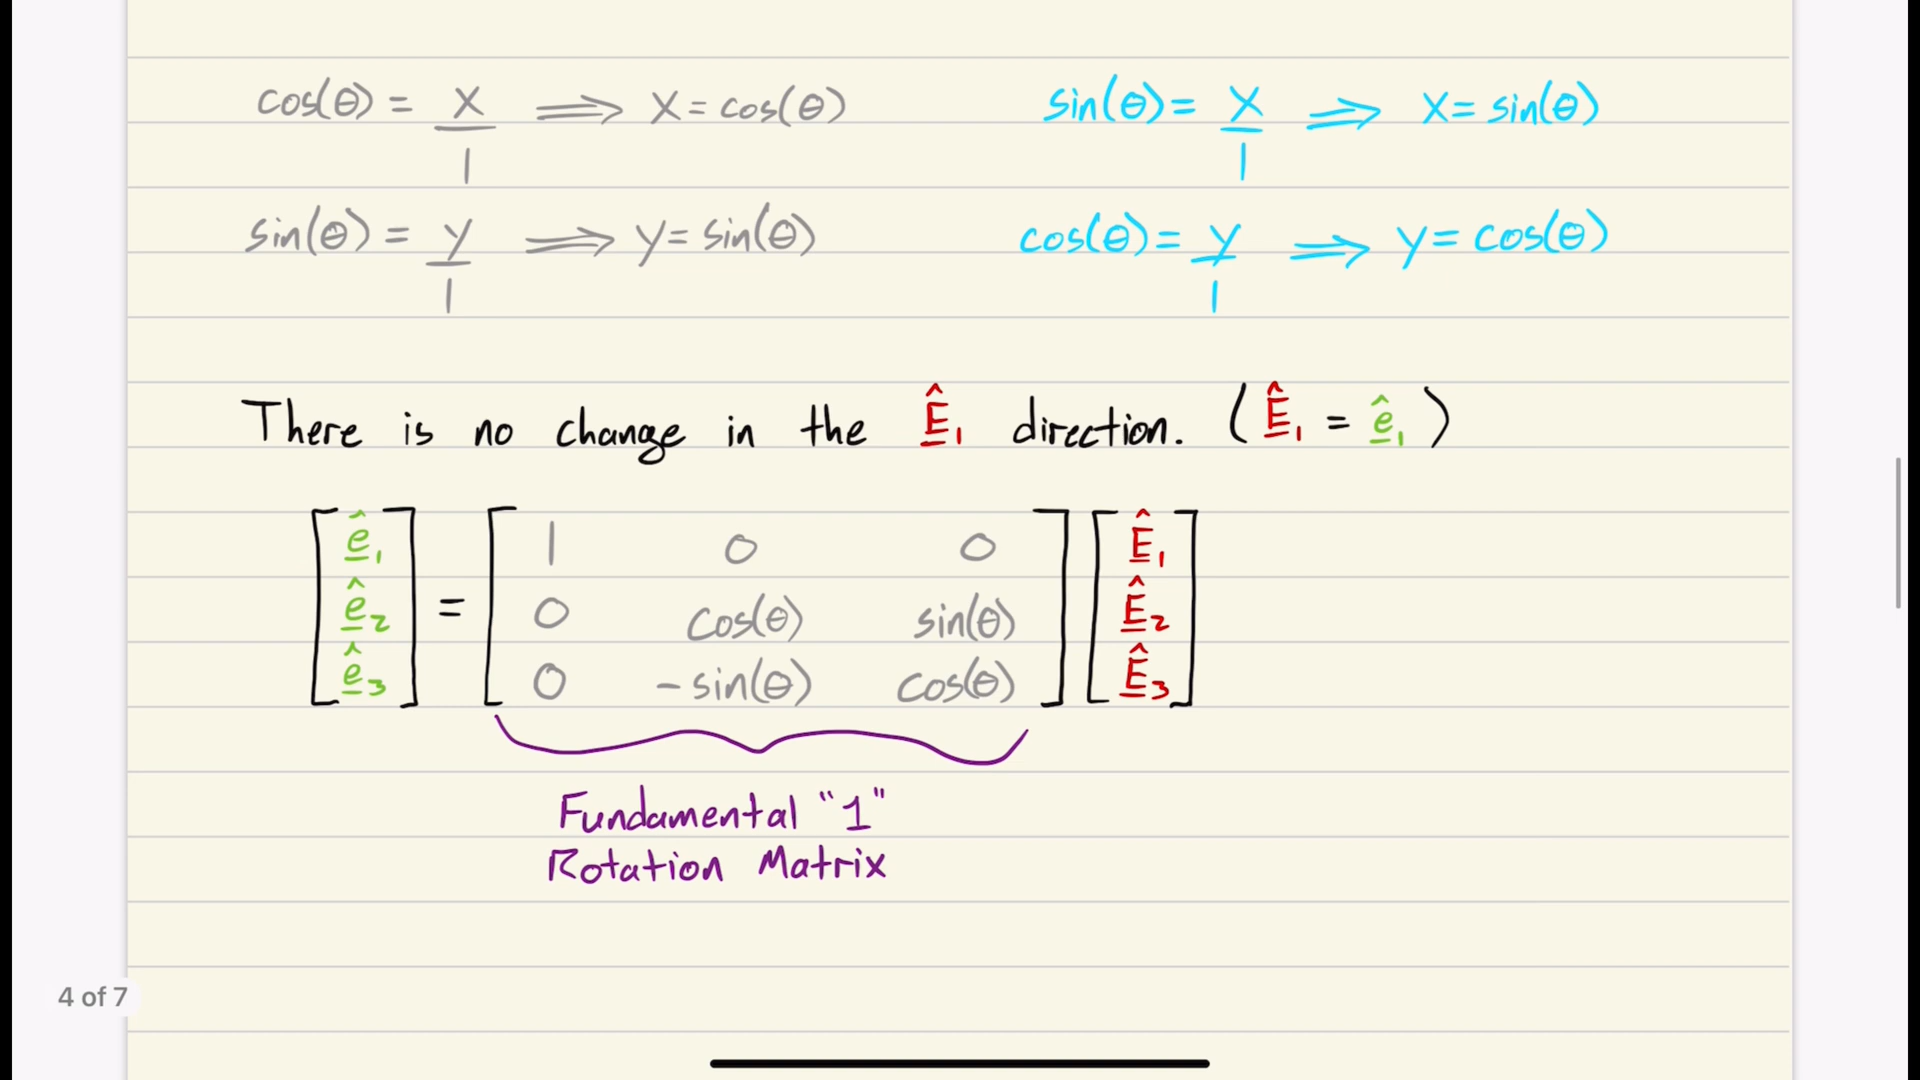 cos(θ) = x/1 ⟹ x = cos(θ)
sin(θ) = x/1 ⟹ x = sin(θ)
sin(θ) = y/1 ⟹ y = sin(θ)
cos(θ) = y/1 ⟹ y = cos(θ)
There is no change in the Ê₁ direction. (Ê₁ = ê₁)
[ê₁] = [1 0 0] [Ê₁]
[ê₂] = [0 cos(θ) sin(θ)] [Ê₂]
[ê₃] = [0 -sin(θ) cos(θ)] [Ê₃]
Fundamental "1"
Rotation Matrix
4 of 7